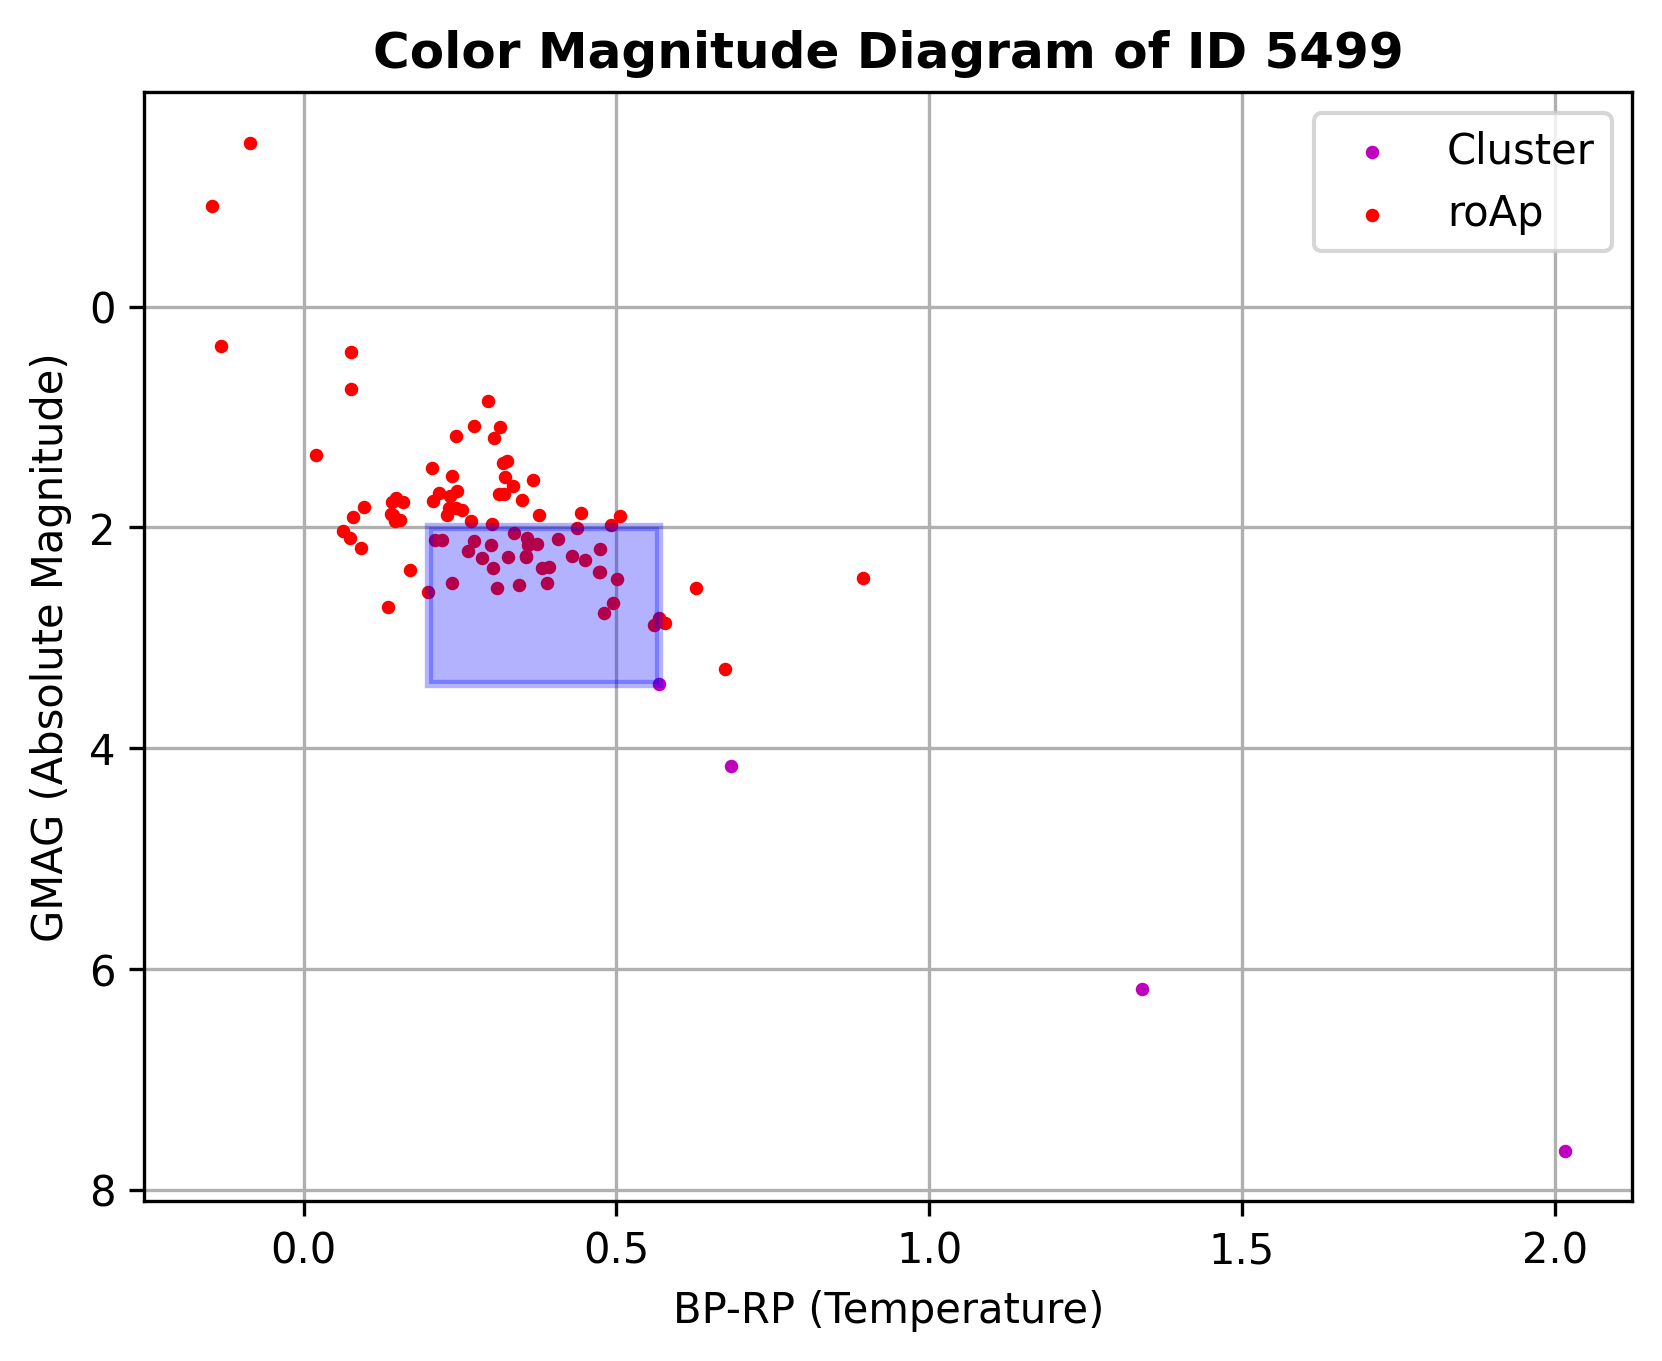 Color Magnitude Diagram of ID 5499
Cluster
roAp
GMAG (Absolute Magnitude)
0
2
4
6
8
0.0 0.5 1.0 1.5 2.0
BP-RP (Temperature)